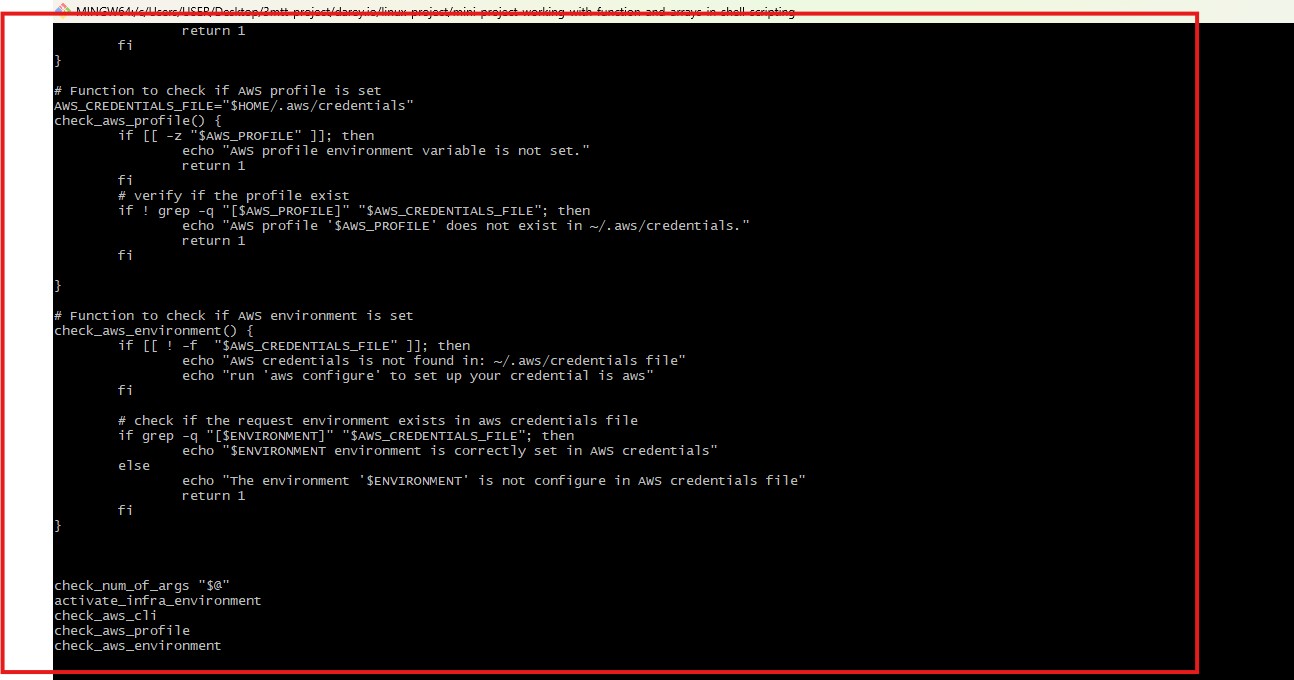 MINGW64:/c/Users/USER/Desktop/3mtt-project/darey.io/linux-project/mini-project-working-with-function-and-arrays-in-shell-scripting
return 1
fi
}
# Function to check if AWS profile is set
AWS_CREDENTIALS_FILE="$HOME/.aws/credentials"
check_aws_profile() {
if [[ -z "$AWS_PROFILE" ]]; then
echo "AWS profile environment variable is not set."
return 1
fi
# verify if the profile exist
if ! grep -q "[$AWS_PROFILE]" "$AWS_CREDENTIALS_FILE"; then
echo "AWS profile '$AWS_PROFILE' does not exist in ~/.aws/credentials."
return 1
fi
}
# Function to check if AWS environment is set
check_aws_environment() {
if [[ ! -f  "$AWS_CREDENTIALS_FILE" ]]; then
echo "AWS credentials is not found in: ~/.aws/credentials file"
echo "run 'aws configure' to set up your credential is aws"
fi
# check if the request environment exists in aws credentials file
if grep -q "[$ENVIRONMENT]" "$AWS_CREDENTIALS_FILE"; then
echo "$ENVIRONMENT environment is correctly set in AWS credentials"
else
echo "The environment '$ENVIRONMENT' is not configure in AWS credentials file"
return 1
fi
}
check_num_of_args "$@"
activate_infra_environment
check_aws_cli
check_aws_profile
check_aws_environment